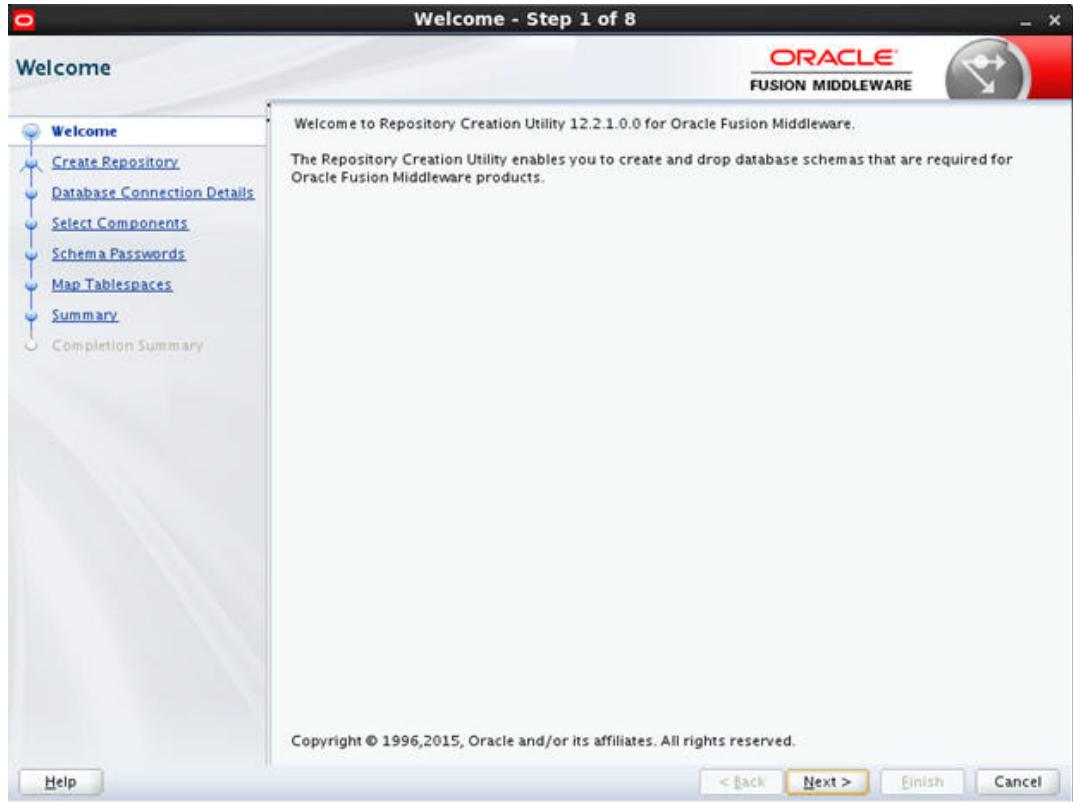 Welcome - Step 1 of 8
Welcome
ORACLE
FUSION MIDDLEWARE
Welcome
Create Repository
Database Connection Details
Select Components
Schema Passwords
Map Tablespaces
Summary
Completion Summary
Welcome to Repository Creation Utility 12.2.1.0.0 for Oracle Fusion Middleware.
The Repository Creation Utility enables you to create and drop database schemas that are required for
Oracle Fusion Middleware products.
Copyright © 1996,2015, Oracle and/or its affiliates. All rights reserved.
Help
< Back
Next >
Finish
Cancel